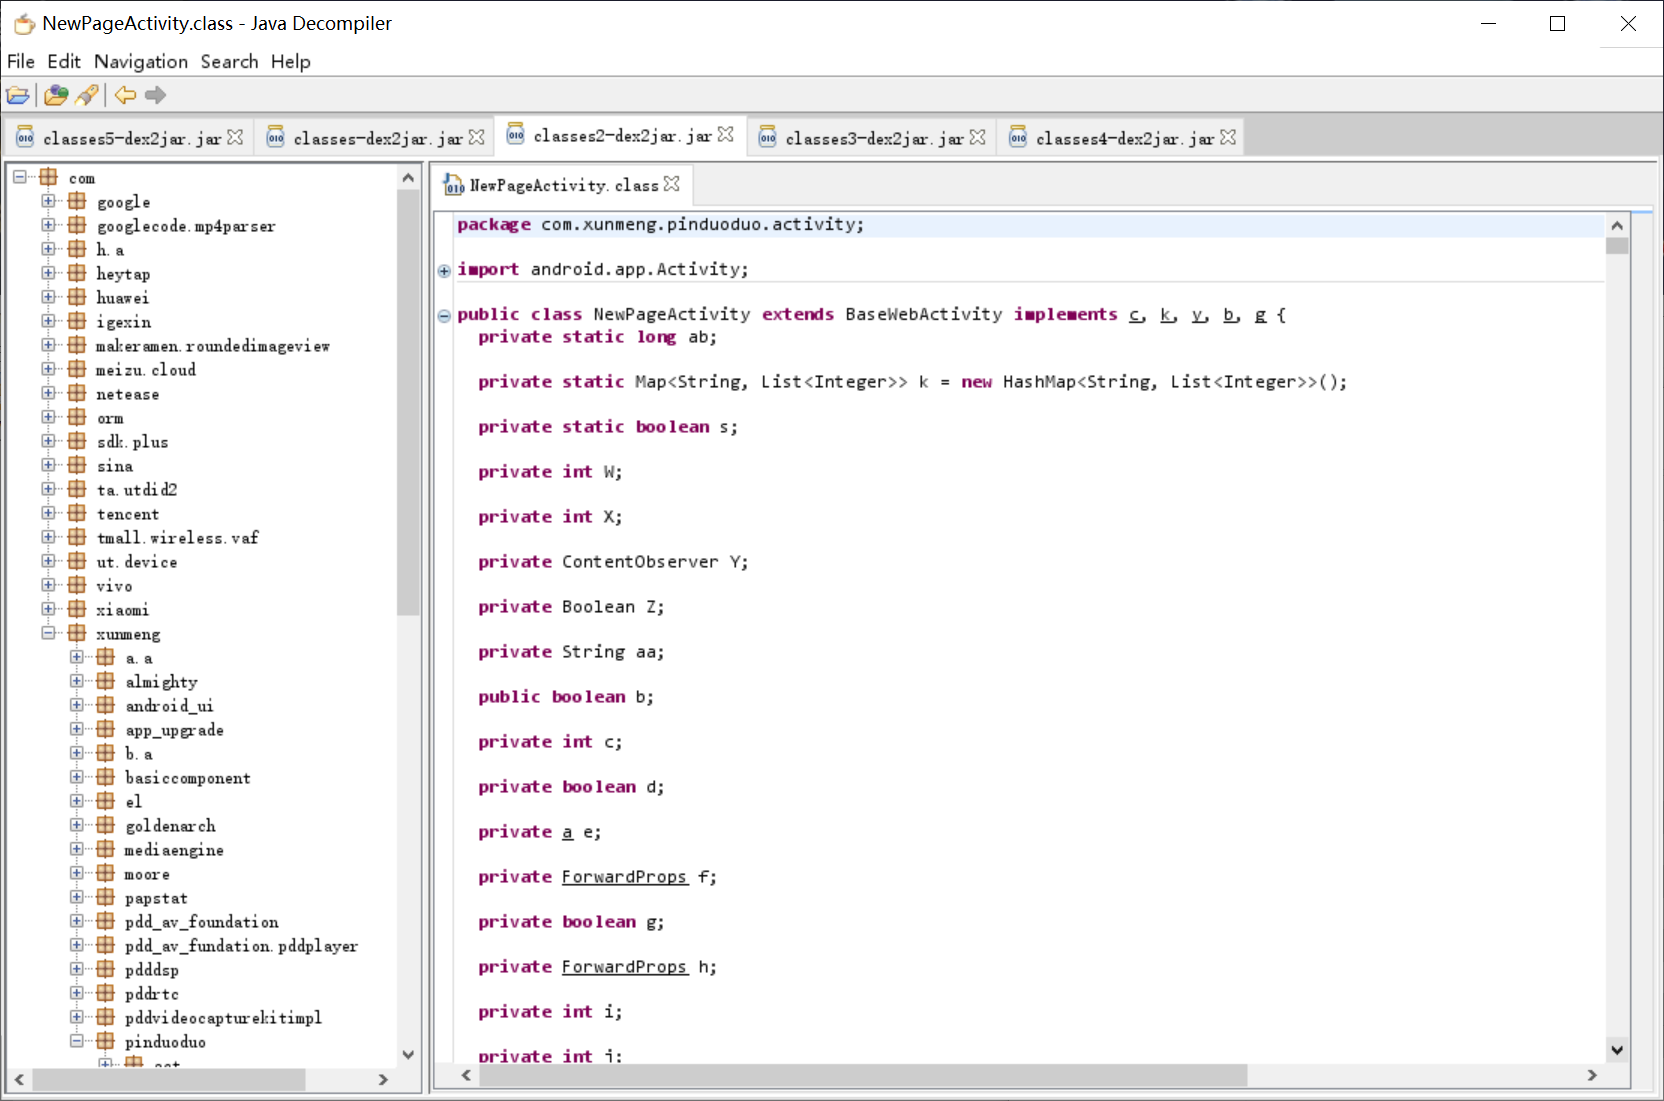 NewPageActivity.class - Java Decompiler
File Edit Navigation Search Help
classes5-dex2jar.jar classes-dex2jar.jar classes2-dex2jar.jar classes3-dex2jar.jar classes4-dex2jar.jar
com
google
googlecode.mp4parser
h.a
heytap
huawei
igexin
makeramen.roundedimageview
meizu.cloud
netease
orm
sdk.plus
sina
ta.utdid2
tencent
tmall.wireless.vaf
ut.device
vivo
xiaomi
xunmeng
a.a
almighty
android_ui
app_upgrade
b.a
basiccomponent
el
goldenarch
mediaengine
moore
papstat
pdd_av_foundation
pdd_av_fundation.pddplayer
pdddsp
pddrtc
pddvideocapturekitimpl
pinduoduo
NewPageActivity.class
package com.xunmeng.pinduoduo.activity;
import android.app.Activity;
public class NewPageActivity extends BaseWebActivity implements c, k, v, b, g {
private static long ab;
private static Map<String, List<Integer>> k = new HashMap<String, List<Integer>>();
private static boolean s;
private int W;
private int X;
private ContentObserver Y;
private Boolean Z;
private String aa;
public boolean b;
private int c;
private boolean d;
private a e;
private ForwardProps f;
private boolean g;
private ForwardProps h;
private int i;
private int j;